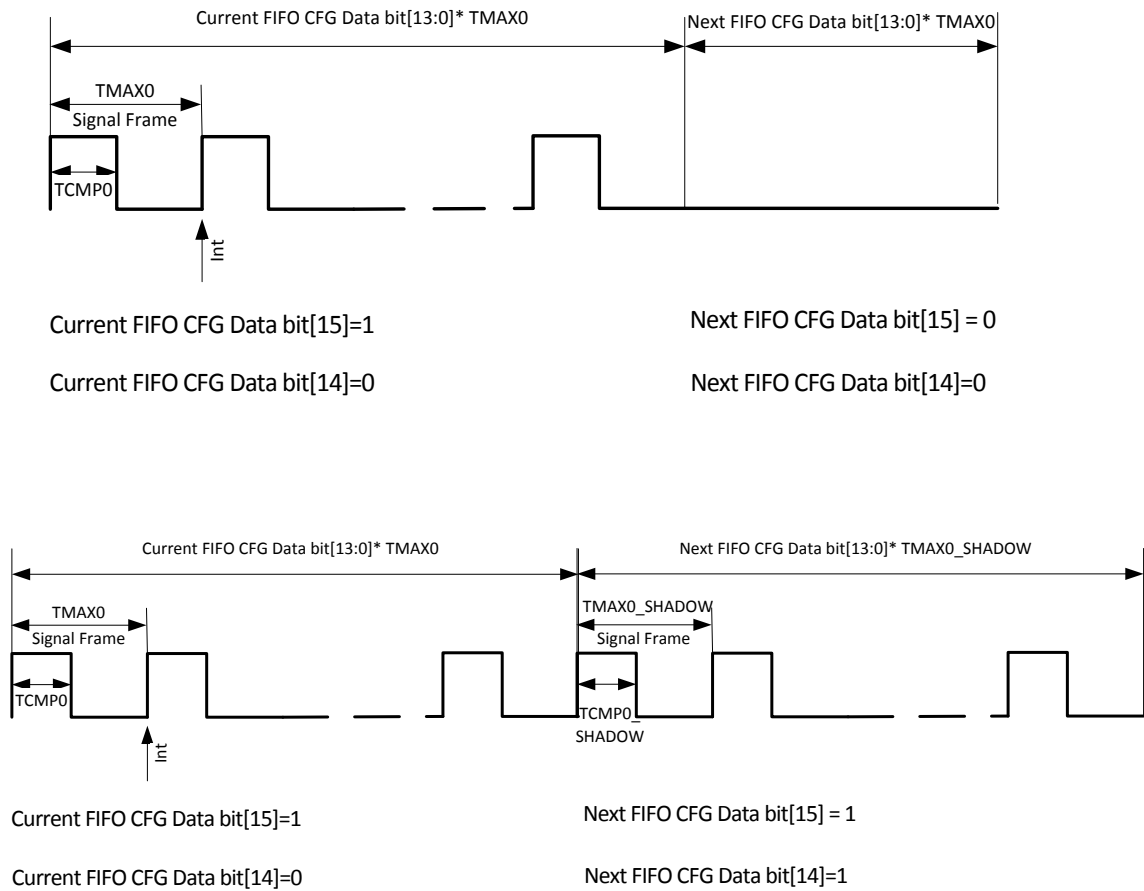 Current FIFO CFG Data bit[13:0]* TMAX0
Next FIFO CFG Data bit[13:0]* TMAX0
TMAX0
Signal Frame
TCMP0
Int
Current FIFO CFG Data bit[15]=1
Next FIFO CFG Data bit[15] = 0
Current FIFO CFG Data bit[14]=0
Next FIFO CFG Data bit[14]=0
Current FIFO CFG Data bit[13:0]* TMAX0
Next FIFO CFG Data bit[13:0]* TMAX0_SHADOW
TMAX0
Signal Frame
TMAX0_SHADOW
Signal Frame
TCMP0
TCMP0_
SHADOW
Int
Current FIFO CFG Data bit[15]=1
Next FIFO CFG Data bit[15] = 1
Current FIFO CFG Data bit[14]=0
Next FIFO CFG Data bit[14]=1